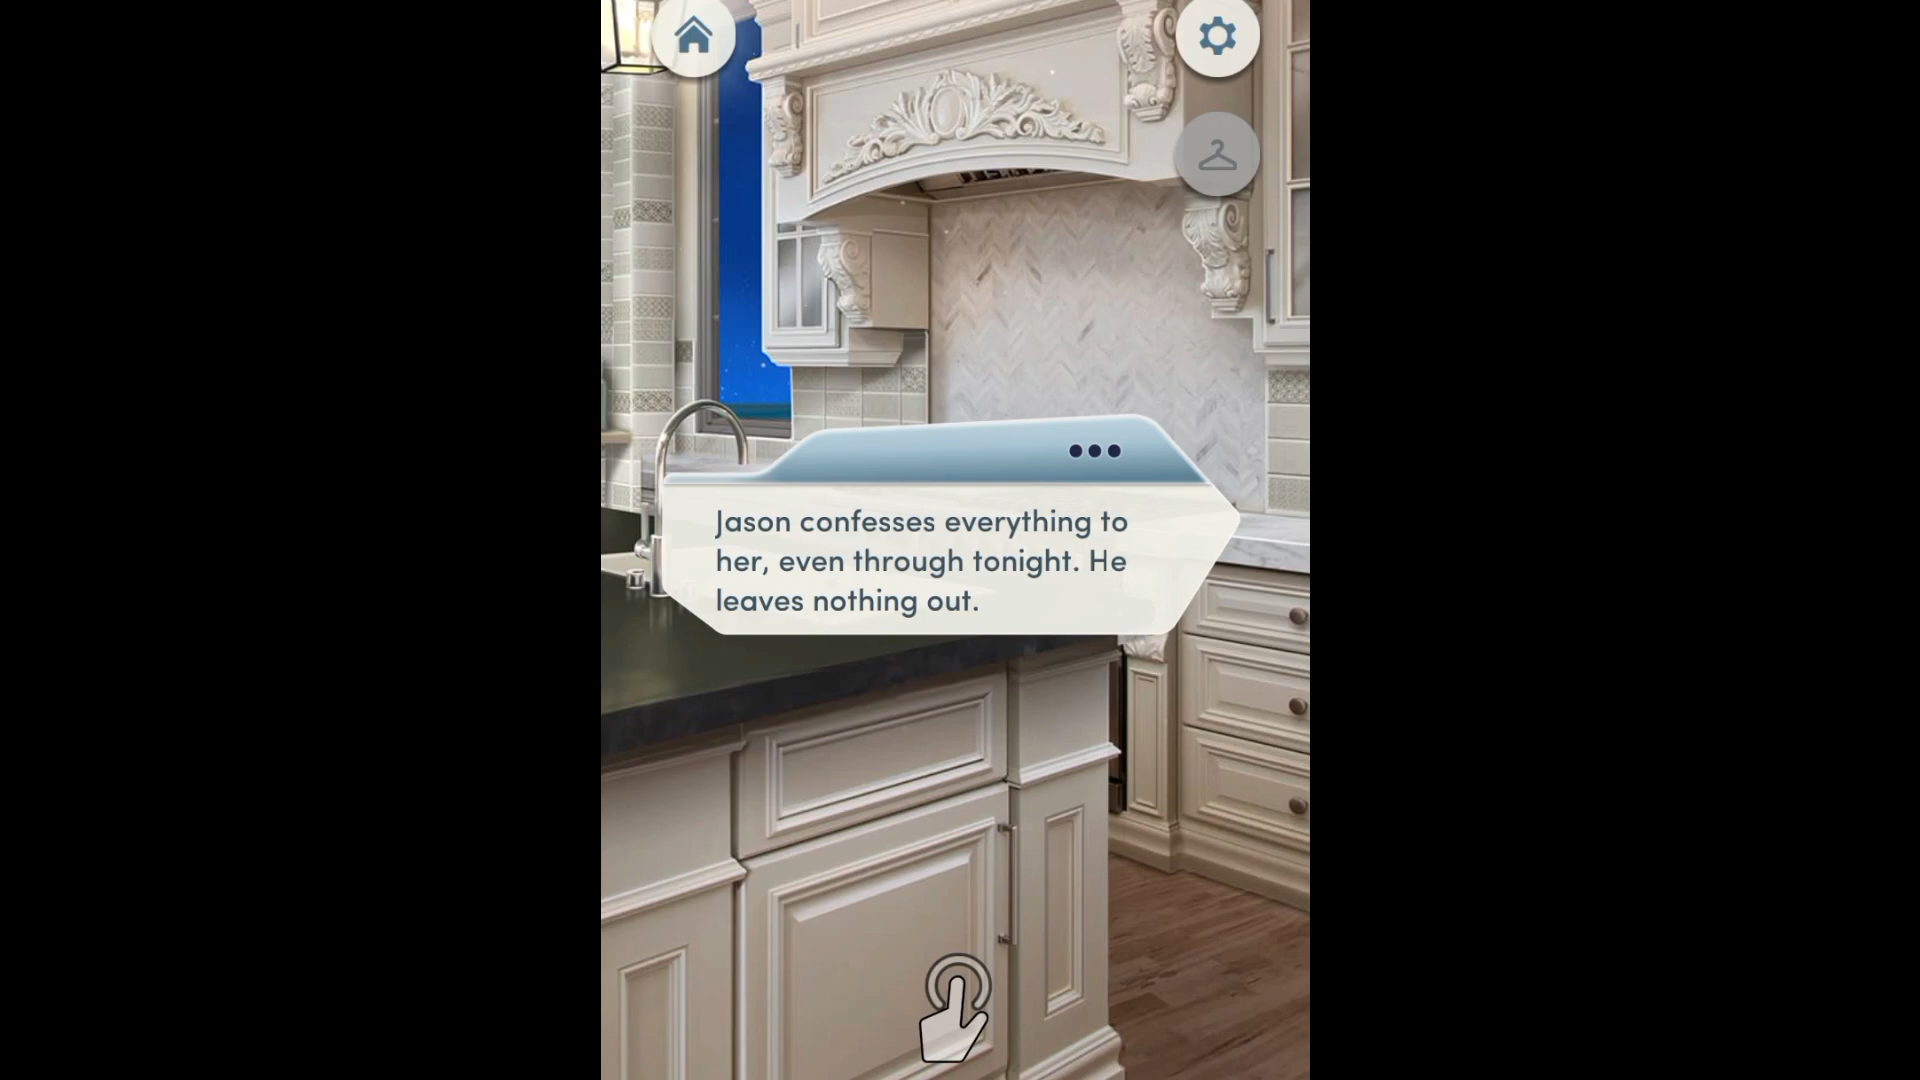 Jason confesses everything to
her, even through tonight. He
leaves nothing out.